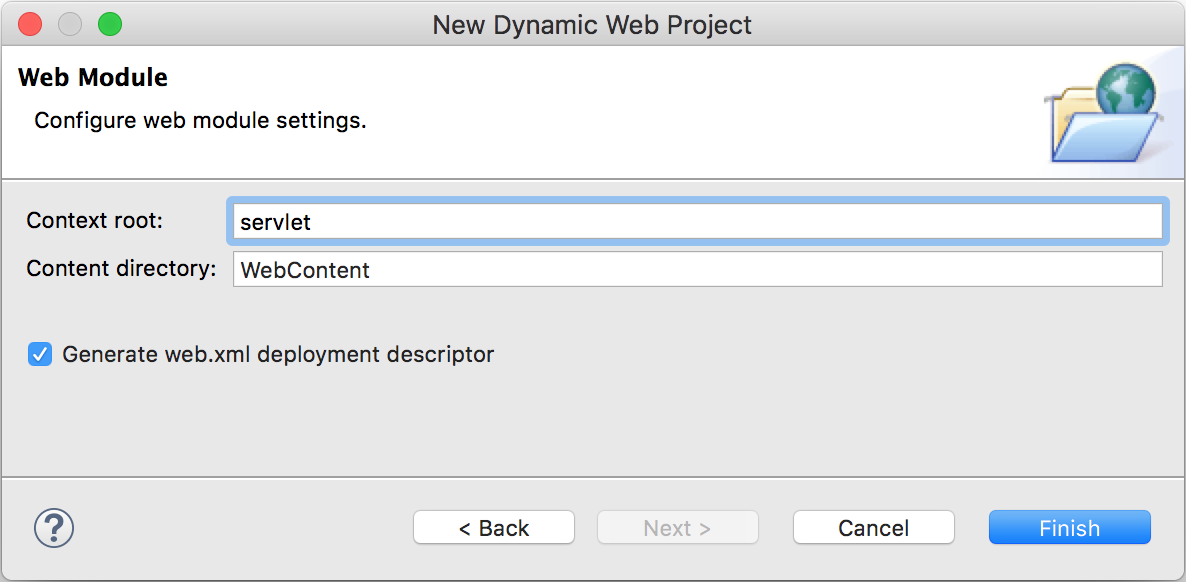 New Dynamic Web Project
Web Module
Configure web module settings.
Context root: servlet
Content directory: WebContent
Generate web.xml deployment descriptor
? < Back Next > Cancel Finish